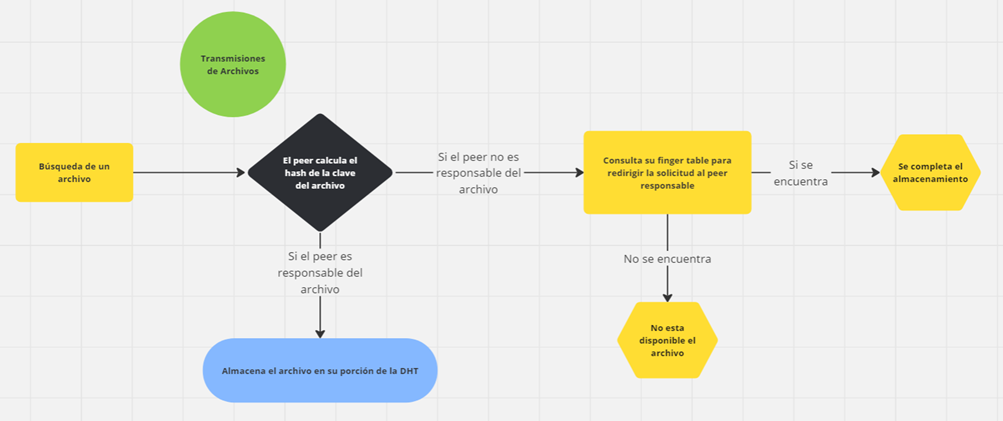 Transmisiones
de Archivos
Búsqueda de un
archivo
El peer calcula el
hash de la clave
del archivo
Si el peer no es
responsable del
archivo
Consulta su finger table para
redirigir la solicitud al peer
responsable
Si se
encuentra
Se completa el
almacenamiento
Si el peer es
responsable del
archivo
No se encuentra
Almacena el archivo en su porción de la DHT
No esta
disponible el
archivo